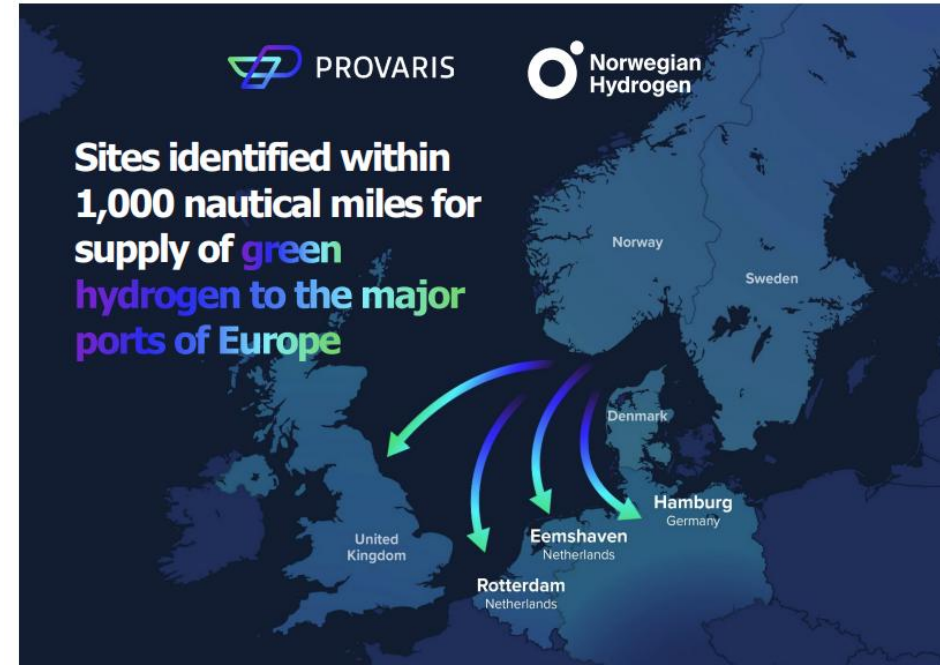 PROVARIS
Norwegian
Hydrogen
Sites identified within
1,000 nautical miles for
supply of green
hydrogen to the major
ports of Europe
Norway
Sweden
Denmark
Hamburg
Germany
Eemshaven
Netherlands
United
Kingdom
Rotterdam
Netherlands